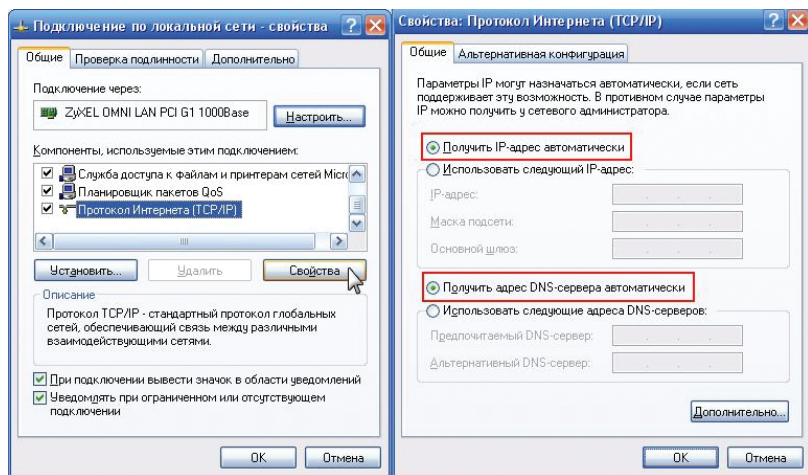 Подключение по локальной сети - свойства
Общие Проверка подлинности Дополнительно
Подключение через:
ZyXEL OMNI LAN PCI G1 1000Base
Настроить...
Компоненты, используемые этим подключением:
Служба доступа к файлам и принтерам сетей Micr
Планировщик пакетов QoS
Протокол Интернета (TCP/IP)
Установить... Удалить Свойства
Описание
Протокол TCP/IP - стандартный протокол глобальных
сетей, обеспечивающий связь между различными
взаимодействующими сетями.
При подключении вывести значок в области уведомлений
Уведомлять при ограниченном или отсутствующем
подключении
OK Отмена
Свойства: Протокол Интернета (TCP/IP)
Общие Альтернативная конфигурация
Параметры IP могут назначаться автоматически, если сеть
поддерживает эту возможность. В противном случае параметры
IP можно получить у сетевого администратора.
Получить IP-адрес автоматически
Использовать следующий IP-адрес:
IP-адрес:
Маска подсети:
Основной шлюз:
Получить адрес DNS-сервера автоматически
Использовать следующие адреса DNS-серверов:
Предпочитаемый DNS-сервер:
Альтернативный DNS-сервер:
Дополнительно...
OK Отмена